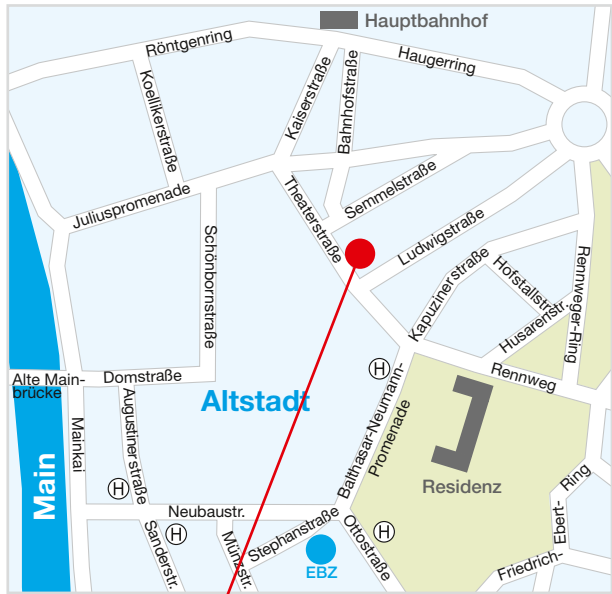 Hauptbahnhof
Röntgenring
Haugerring
Koellikerstraße
Kaiserstraße
Bahnhofstraße
Juliuspromenade
Theaterstraße
Semmelstraße
Schönbornstraße
Ludwigstraße
Kapuzinerstraße
Hofstallstr.
Husarenstr.
Rennweger-Ring
Rennweg
Alte Main-
brücke
Domstraße
Altstadt
H
Balthasar-Neumann-
Promenade
Mainkai
Augustinerstraße
Main
Residenz
H
Neubaustr.
H
Sanderstr.
Münzstr.
Stephanstraße
Ottostraße
H
EBZ
Friedrich-
Ebert-
Ring